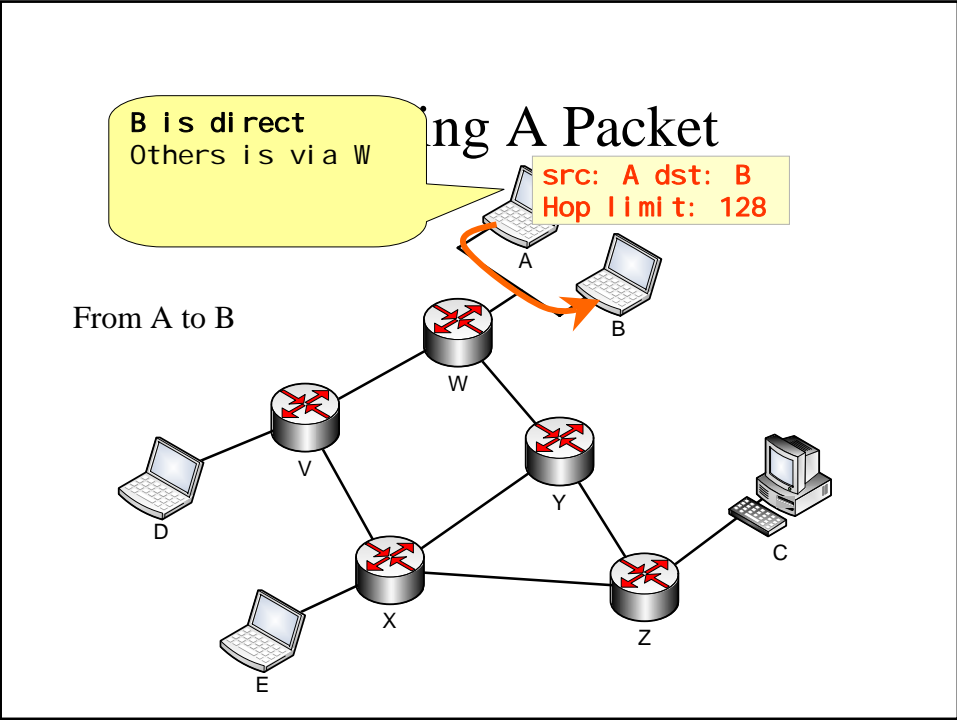 ing A Packet
B is direct
Others is via W
src: A dst: B
Hop limit: 128
A
B
From A to B
W
V
Y
D
C
X
Z
E